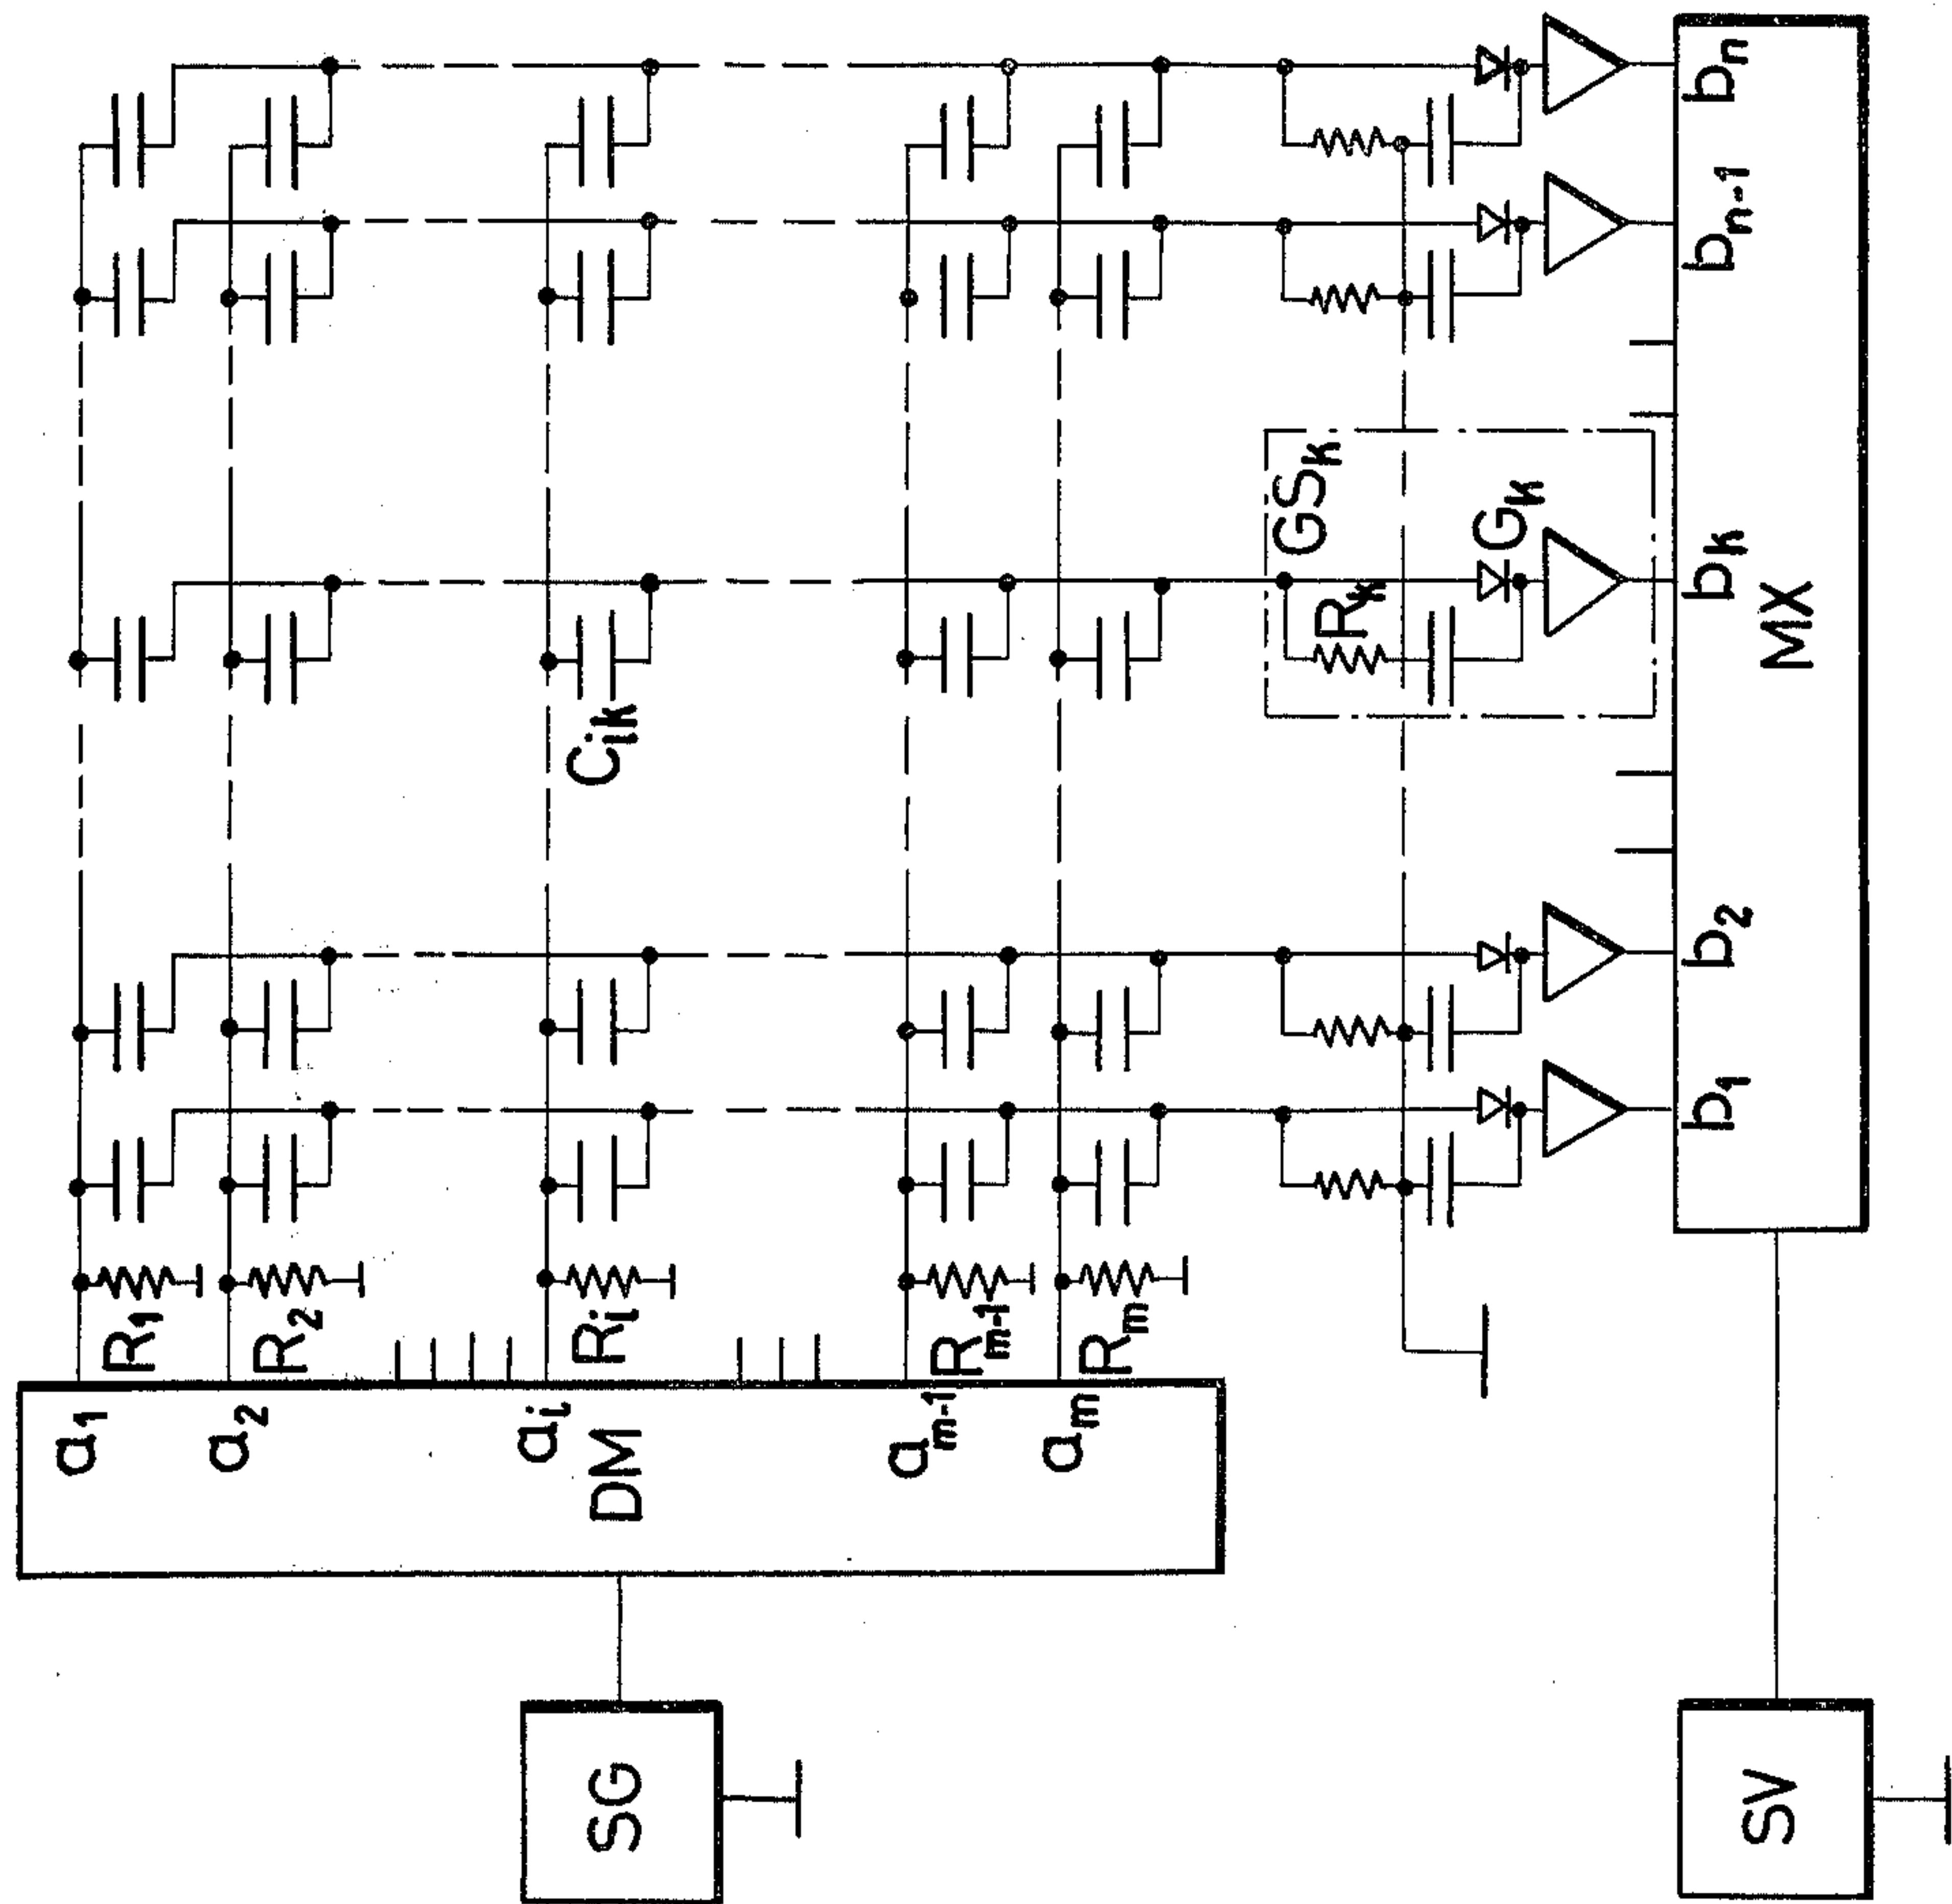 a₁
a₂
aᵢ
aₘ₋₁
aₘ
DM
R₁
R₂
Rᵢ
Rₘ₋₁
Rₘ
Cᵢₖ
GSₖ
Rₖ
Gₖ
b₁
b₂
bₖ
bₙ₋₁
bₙ
MX
SG
SV